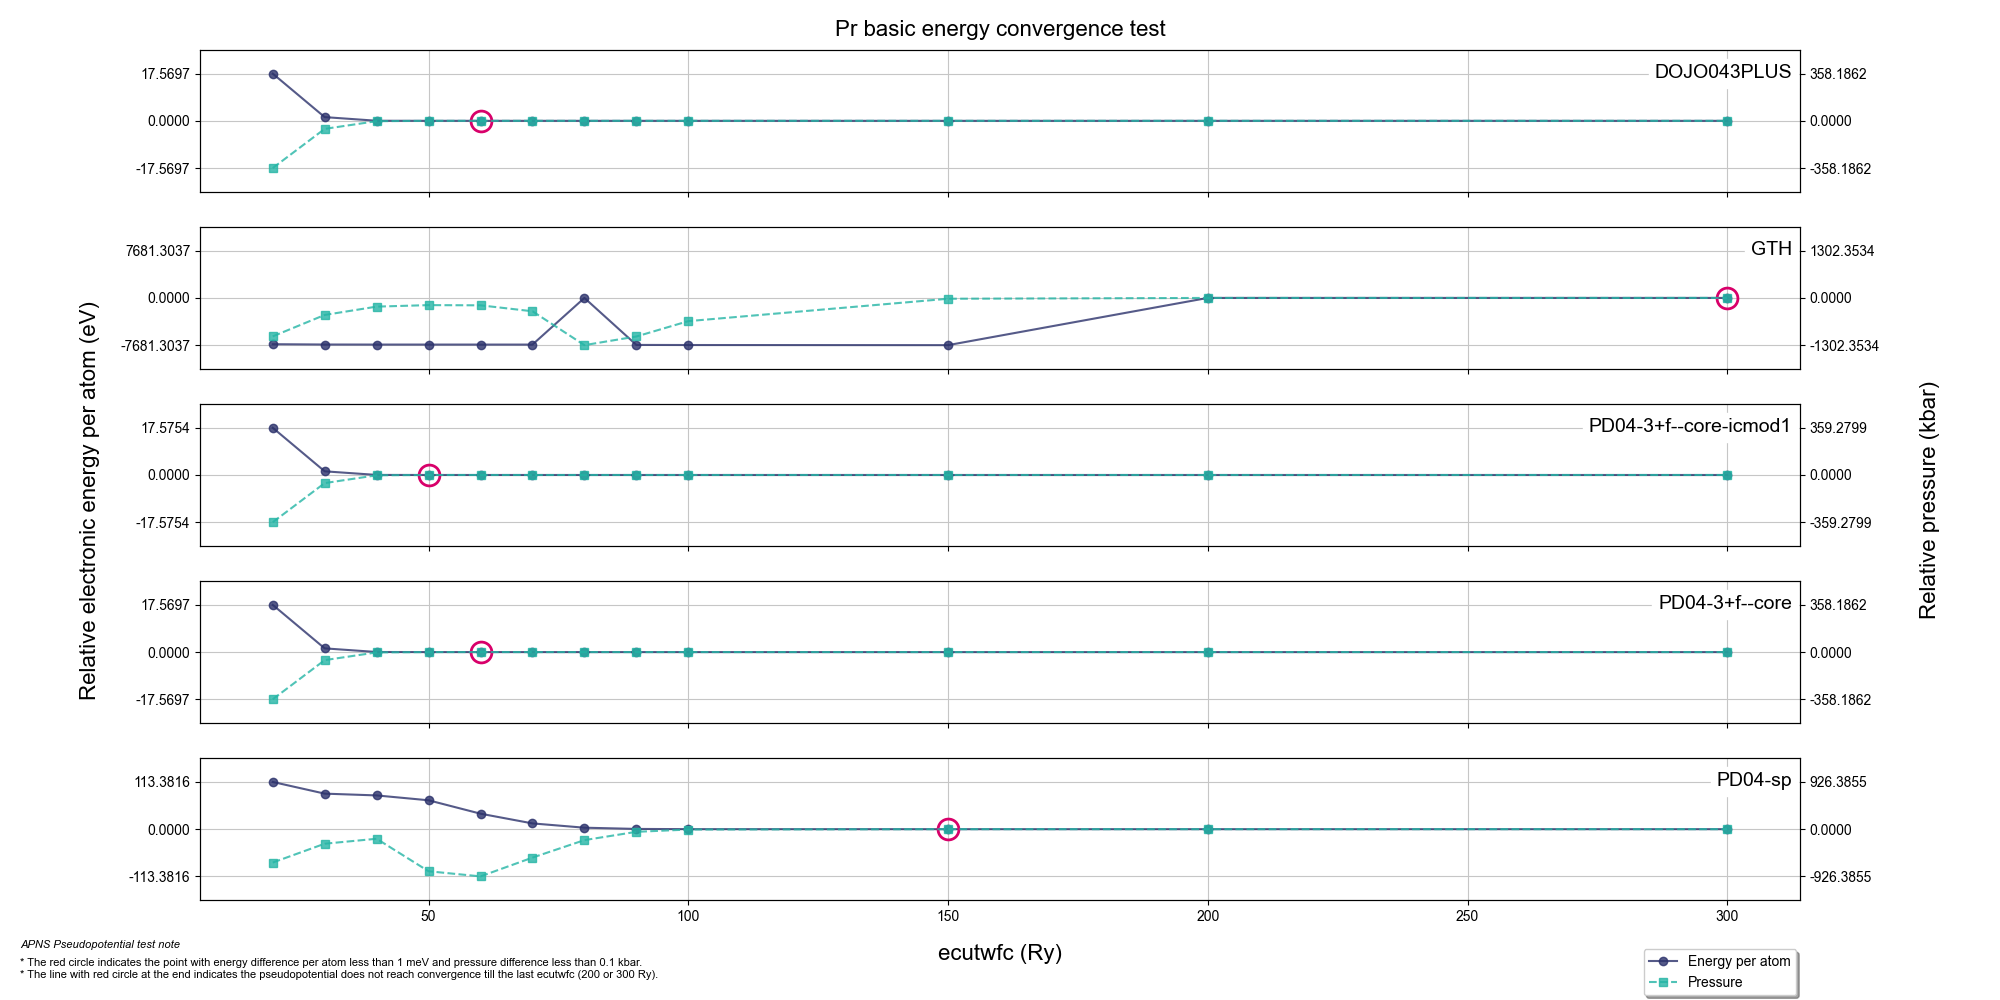 Pr basic energy convergence test
DOJO043PLUS
17.5697
0.0000
-17.5697
358.1862
0.0000
-358.1862
GTH
7681.3037
0.0000
-7681.3037
1302.3534
0.0000
-1302.3534
PD04-3+f--core-icmod1
17.5754
0.0000
-17.5754
359.2799
0.0000
-359.2799
PD04-3+f--core
17.5697
0.0000
-17.5697
358.1862
0.0000
-358.1862
PD04-sp
113.3816
0.0000
-113.3816
926.3855
0.0000
-926.3855
Relative electronic energy per atom (eV)
Relative pressure (kbar)
50 100 150 200 250 300
ecutwfc (Ry)
APNS Pseudopotential test note
* The red circle indicates the point with energy difference per atom less than 1 meV and pressure difference less than 0.1 kbar.
* The line with red circle at the end indicates the pseudopotential does not reach convergence till the last ecutwfc (200 or 300 Ry).
Energy per atom
Pressure